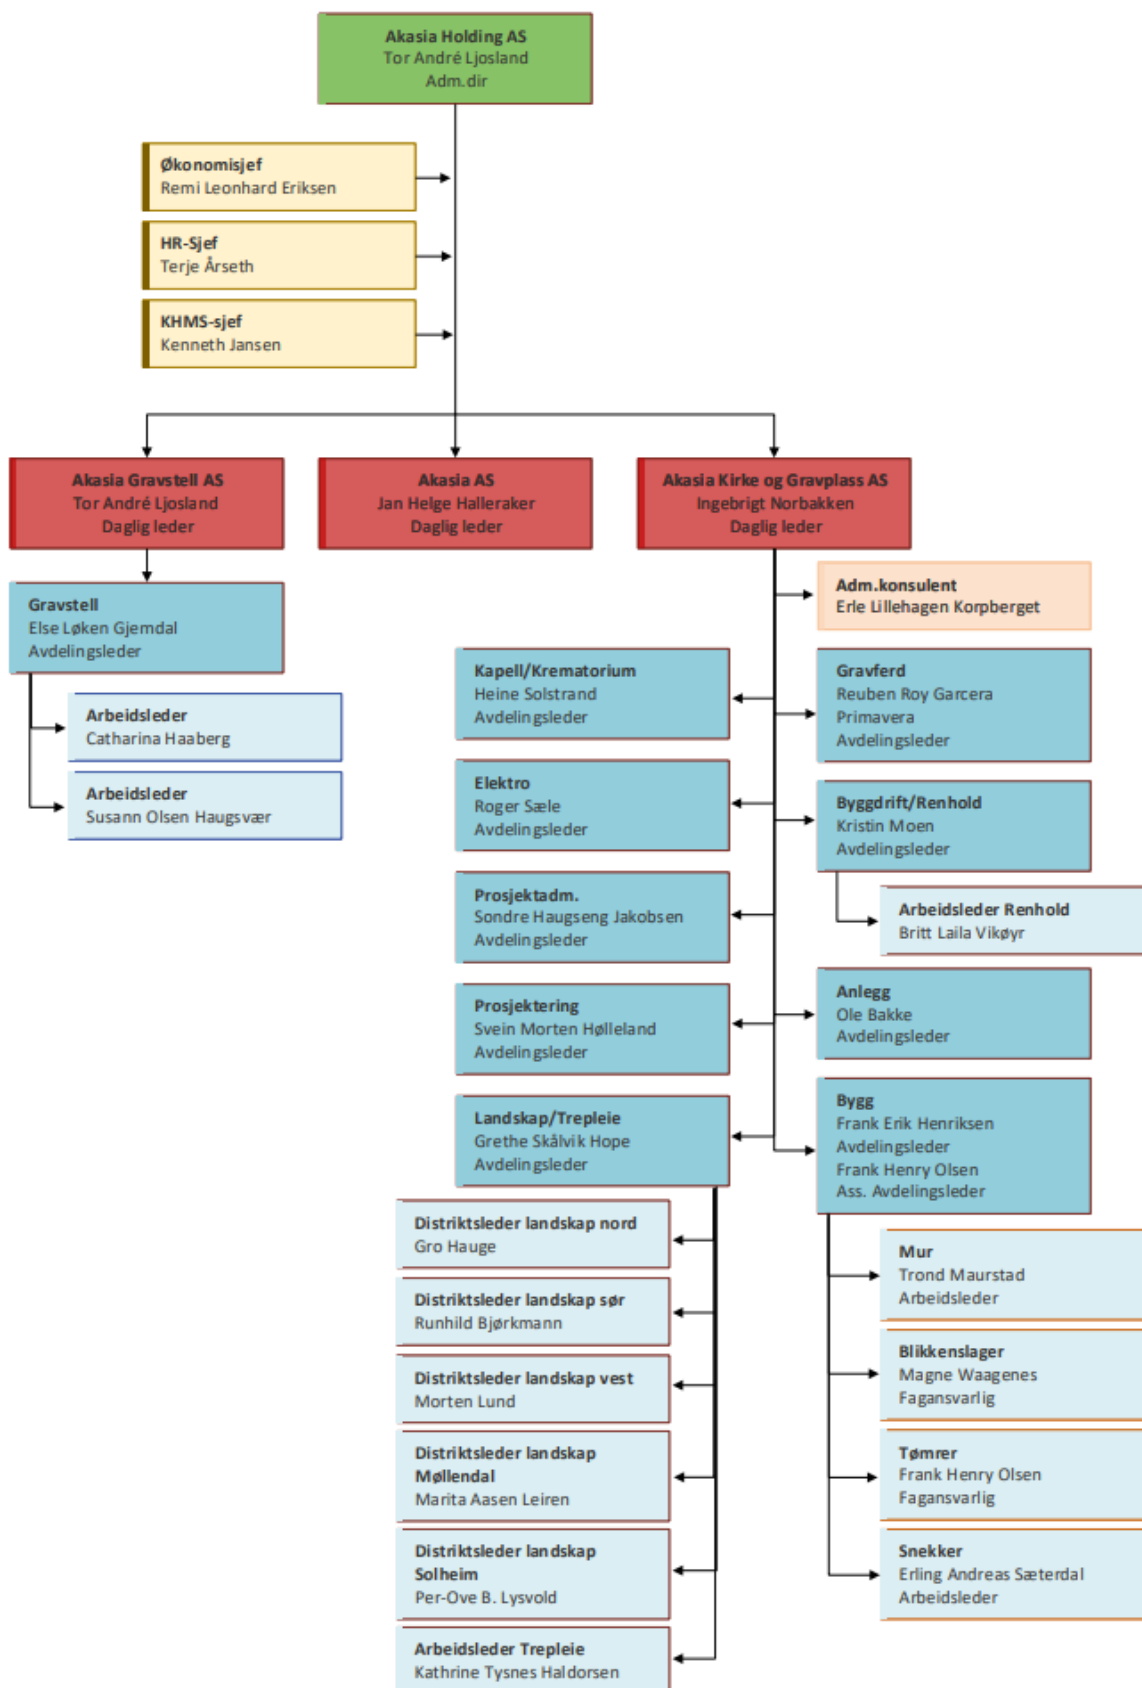 Akasia Holding AS
Tor André Ljosland
Adm.dir
Økonomisjef
Remi Leonhard Eriksen
HR-Sjef
Terje Årseth
KHMS-sjef
Kenneth Jansen
Akasia Gravstell AS
Tor André Ljosland
Daglig leder
Akasia AS
Jan Helge Halleraker
Daglig leder
Akasia Kirke og Gravplass AS
Ingebrigt Norbakken
Daglig leder
Gravstell
Else Løken Gjemdal
Avdelingsleder
Arbeidsleder
Catharina Haaberg
Arbeidsleder
Susann Olsen Haugsvær
Adm.konsulent
Erle Lillehagen Korpberget
Kapell/Krematorium
Heine Solstrand
Avdelingsleder
Gravferd
Reuben Roy Garcera
Primavera
Avdelingsleder
Elektro
Roger Sæle
Avdelingsleder
Byggdrift/Renhold
Kristin Moen
Avdelingsleder
Arbeidsleder Renhold
Britt Laila Vikøyr
Prosjektadm.
Sondre Haugseng Jakobsen
Avdelingsleder
Prosjektering
Svein Morten Hølleland
Avdelingsleder
Anlegg
Ole Bakke
Avdelingsleder
Landskap/Trepleie
Grethe Skålvik Hope
Avdelingsleder
Bygg
Frank Erik Henriksen
Avdelingsleder
Frank Henry Olsen
Ass. Avdelingsleder
Distriktsleder landskap nord
Gro Hauge
Distriktsleder landskap sør
Runhild Bjørkmann
Distriktsleder landskap vest
Morten Lund
Distriktsleder landskap
Møllendal
Marita Aasen Leiren
Distriktsleder landskap
Solheim
Per-Ove B. Lysvold
Arbeidsleder Trepleie
Kathrine Tysnes Haldorsen
Mur
Trond Maurstad
Arbeidsleder
Blikkenslager
Magne Waagenes
Fagansvarlig
Tømrer
Frank Henry Olsen
Fagansvarlig
Snekker
Erling Andreas Sæterdal
Arbeidsleder